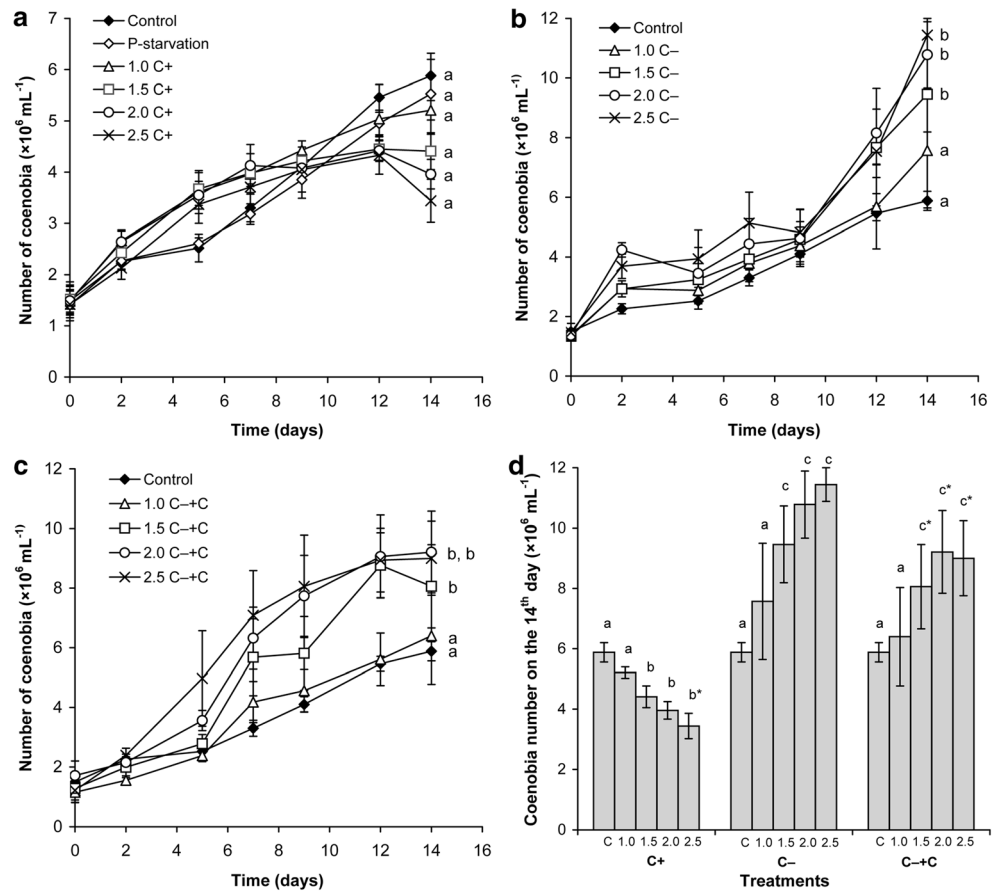 a
Number of coenobia (×10⁶ mL⁻¹)
7
6
5
4
3
2
1
0
Control
P-starvation
1.0 C+
1.5 C+
2.0 C+
2.5 C+
a
a
a
a
a
a
0 2 4 6 8 10 12 14 16
Time (days)
b
Number of coenobia (×10⁶ mL⁻¹)
12
10
8
6
4
2
0
Control
1.0 C–
1.5 C–
2.0 C–
2.5 C–
b
b
b
a
a
0 2 4 6 8 10 12 14 16
Time (days)
c
Number of coenobia (×10⁶ mL⁻¹)
12
10
8
6
4
2
0
Control
1.0 C–+C
1.5 C–+C
2.0 C–+C
2.5 C–+C
b, b
b
a
a
0 2 4 6 8 10 12 14 16
Time (days)
d
Coenobia number on the 14th day (×10⁶ mL⁻¹)
12
10
8
6
4
2
0
a a b b b*
a a c c c
a a c* c* c*
C 1.0 1.5 2.0 2.5 C 1.0 1.5 2.0 2.5 C 1.0 1.5 2.0 2.5
C+ C– C–+C
Treatments